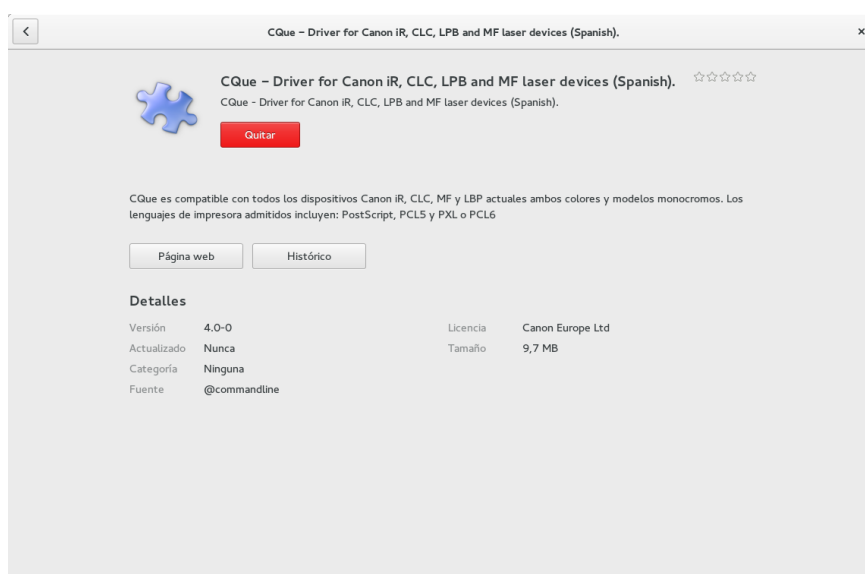 CQue – Driver for Canon iR, CLC, LPB and MF laser devices (Spanish).
CQue – Driver for Canon iR, CLC, LPB and MF laser devices (Spanish).
CQue - Driver for Canon iR, CLC, LPB and MF laser devices (Spanish).
Quitar
CQue es compatible con todos los dispositivos Canon iR, CLC, MF y LBP actuales ambos colores y modelos monocromos. Los
lenguajes de impresora admitidos incluyen: PostScript, PCL5 y PXL o PCL6
Página web Histórico
Detalles
Versión 4.0-0 Licencia Canon Europe Ltd
Actualizado Nunca Tamaño 9,7 MB
Categoría Ninguna
Fuente @commandline